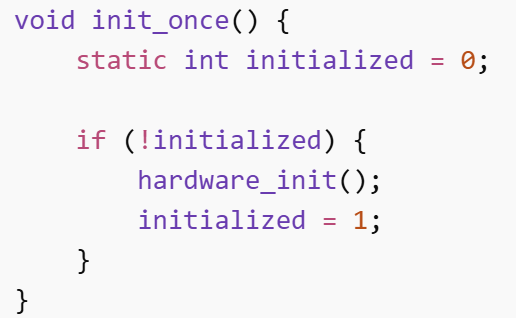 void init_once() {
    static int initialized = 0;

    if (!initialized) {
        hardware_init();
        initialized = 1;
    }
}